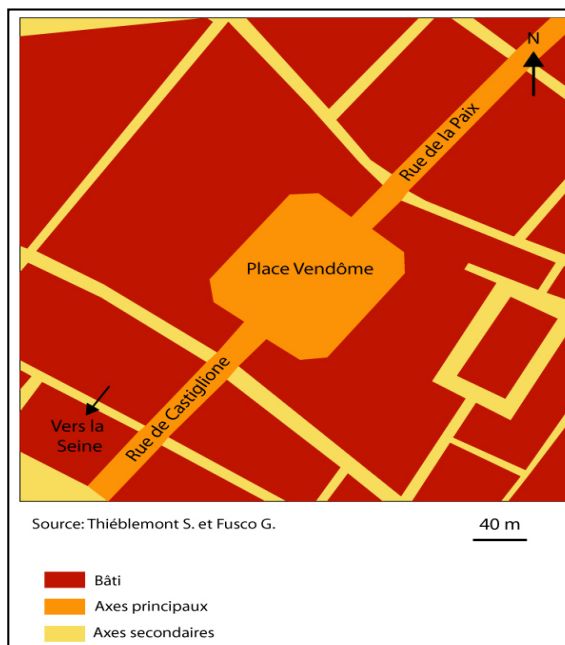 N
Rue de la Paix
Place Vendôme
Rue de Castiglione
Vers la
Seine
Source: Thiéblemont S. et Fusco G.
40 m
Bâti
Axes principaux
Axes secondaires